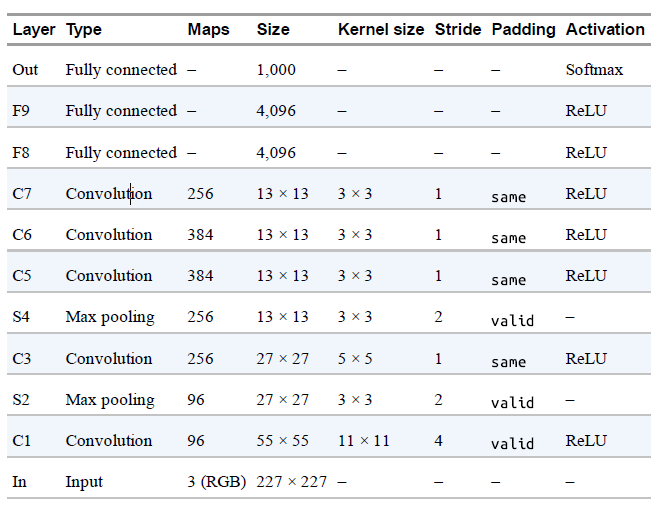 Layer Type Maps Size Kernel size Stride Padding Activation
Out Fully connected – 1,000 – – – Softmax
F9 Fully connected – 4,096 – – – ReLU
F8 Fully connected – 4,096 – – – ReLU
C7 Convolution 256 13 × 13 3 × 3 1 same ReLU
C6 Convolution 384 13 × 13 3 × 3 1 same ReLU
C5 Convolution 384 13 × 13 3 × 3 1 same ReLU
S4 Max pooling 256 13 × 13 3 × 3 2 valid –
C3 Convolution 256 27 × 27 5 × 5 1 same ReLU
S2 Max pooling 96 27 × 27 3 × 3 2 valid –
C1 Convolution 96 55 × 55 11 × 11 4 valid ReLU
In Input 3 (RGB) 227 × 227 – – – –